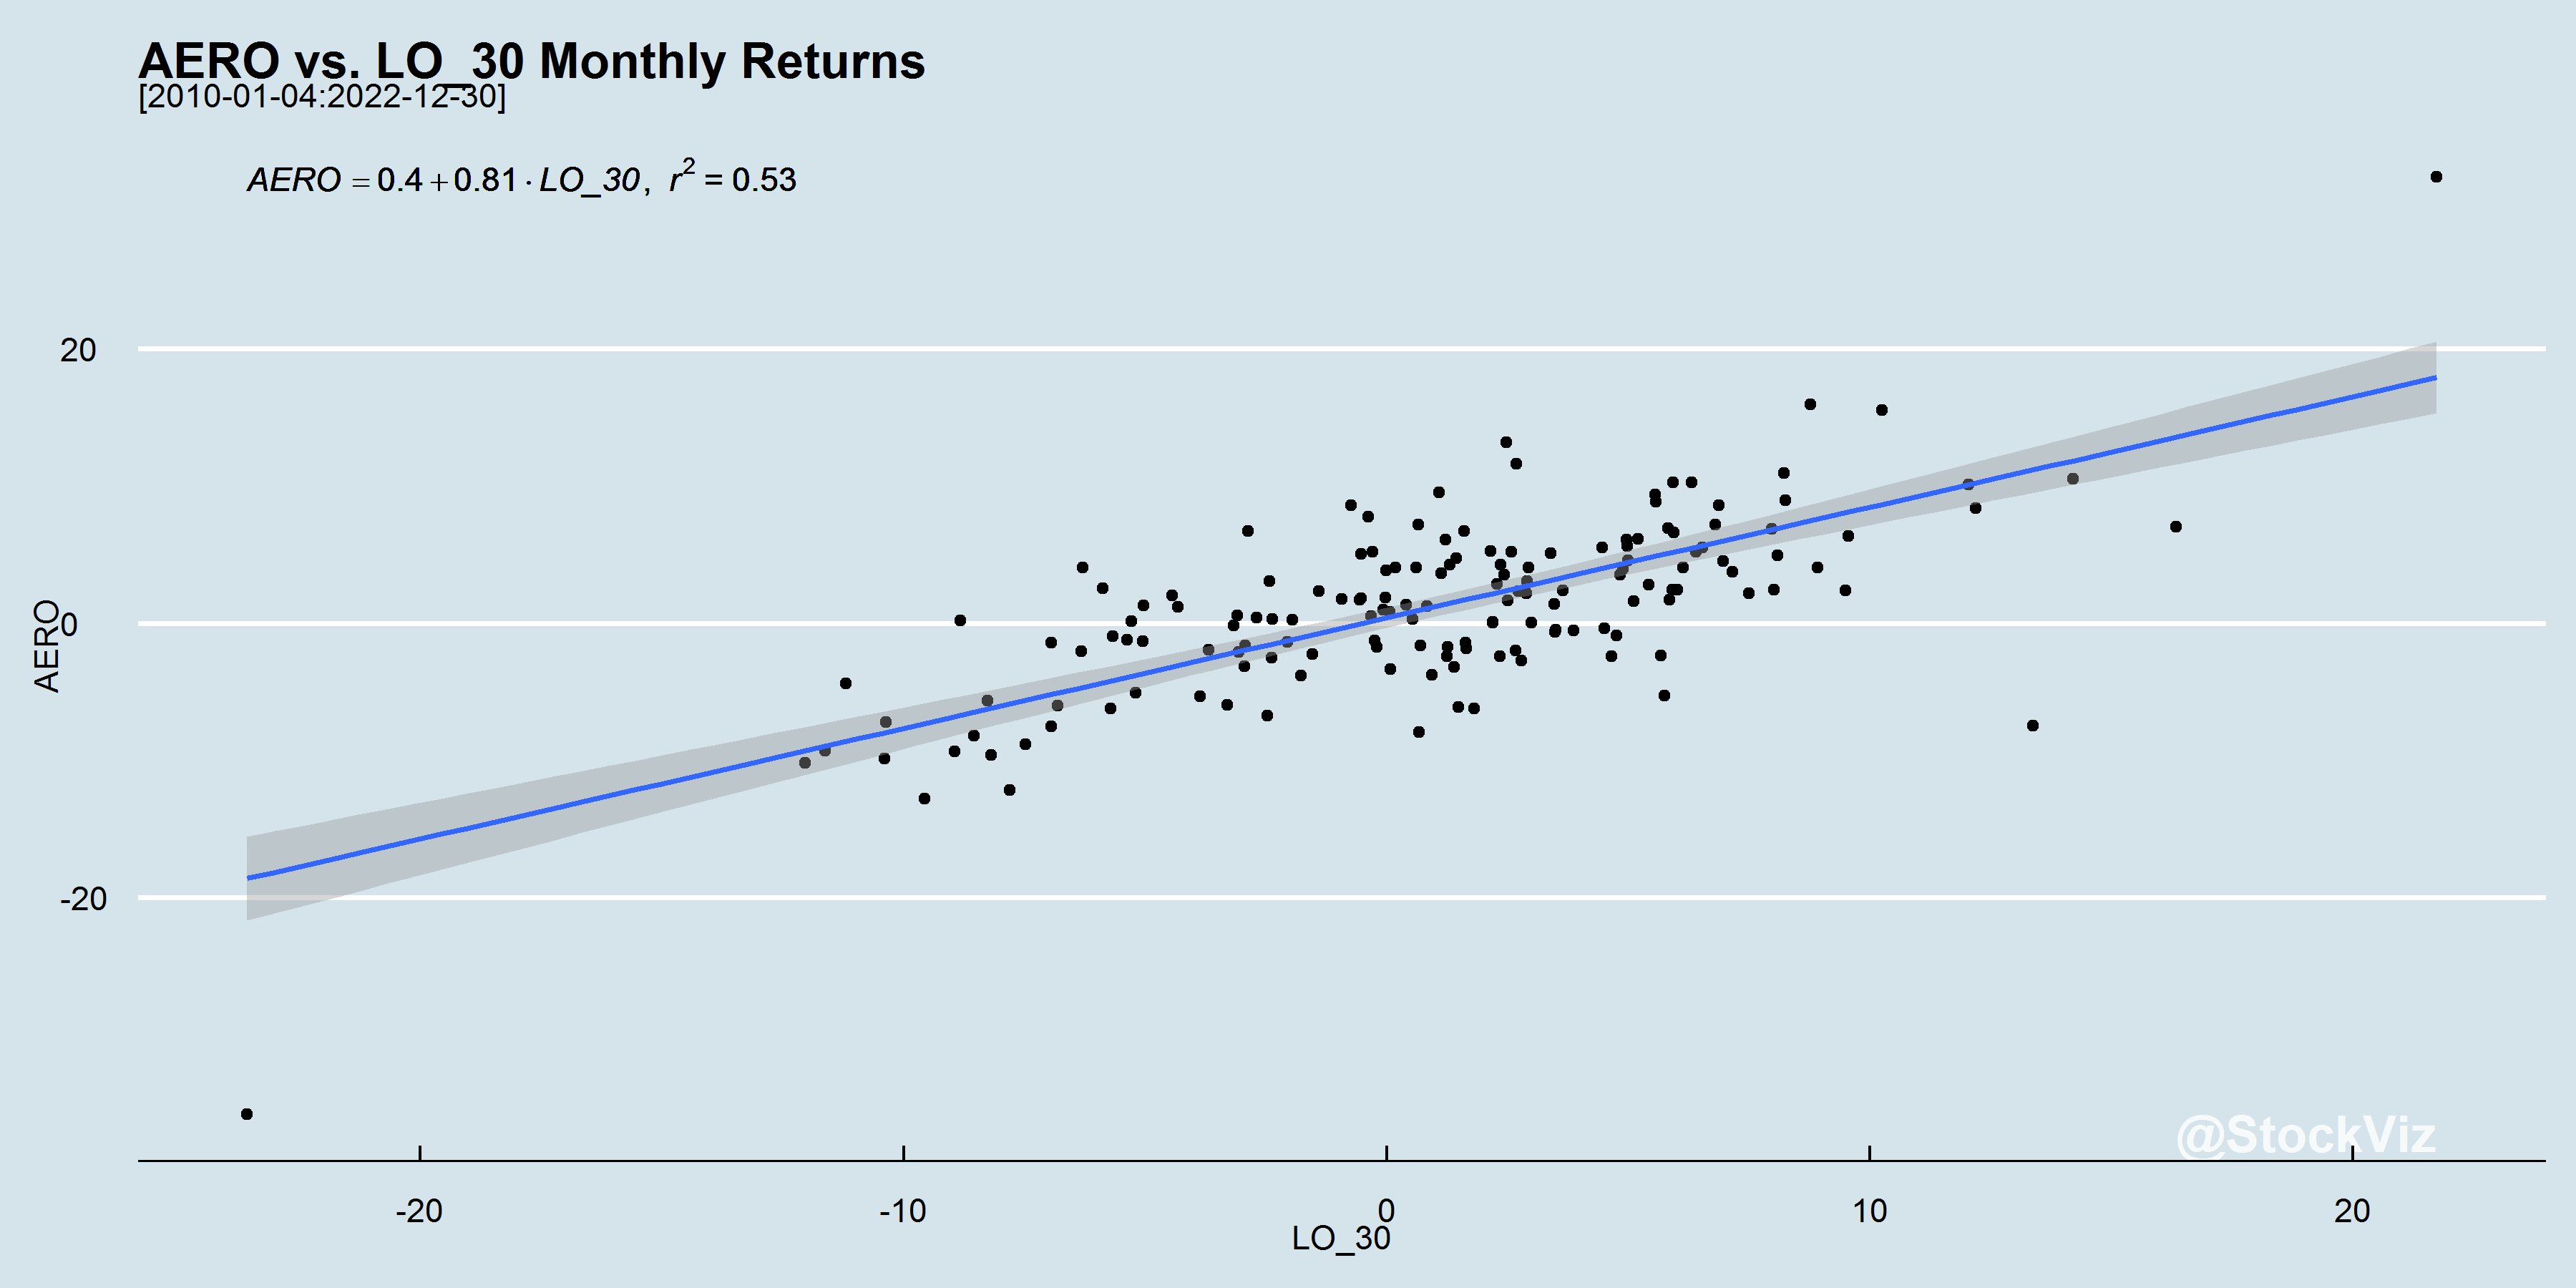 AERO vs. LO_30 Monthly Returns
[2010-01-04:2022-12-30]
AERO = 0.4 + 0.81 · LO_30, r² = 0.53
20
0
-20
AERO
@StockViz
-20 -10 0 10 20
LO_30